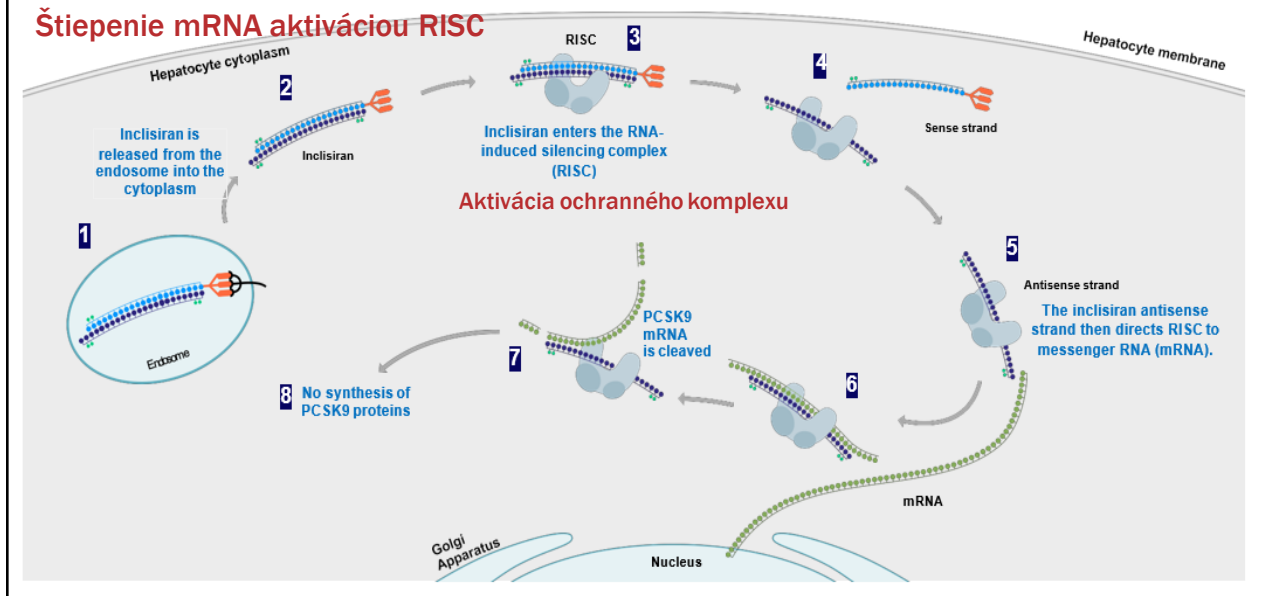 Štiepenie mRNA aktiváciou RISC
Hepatocyte cytoplasm
Hepatocyte membrane
1
Endosome
Inclisiran is
released from the
endosome into the
cytoplasm
2
Inclisiran
RISC
3
Inclisiran enters the RNA-
induced silencing complex
(RISC)
Aktivácia ochranného komplexu
4
Sense strand
5
Antisense strand
The inclisiran antisense
strand then directs RISC to
messenger RNA (mRNA).
6
mRNA
7
PCSK9
mRNA
is cleaved
8
No synthesis of
PCSK9 proteins
Golgi
Apparatus
Nucleus